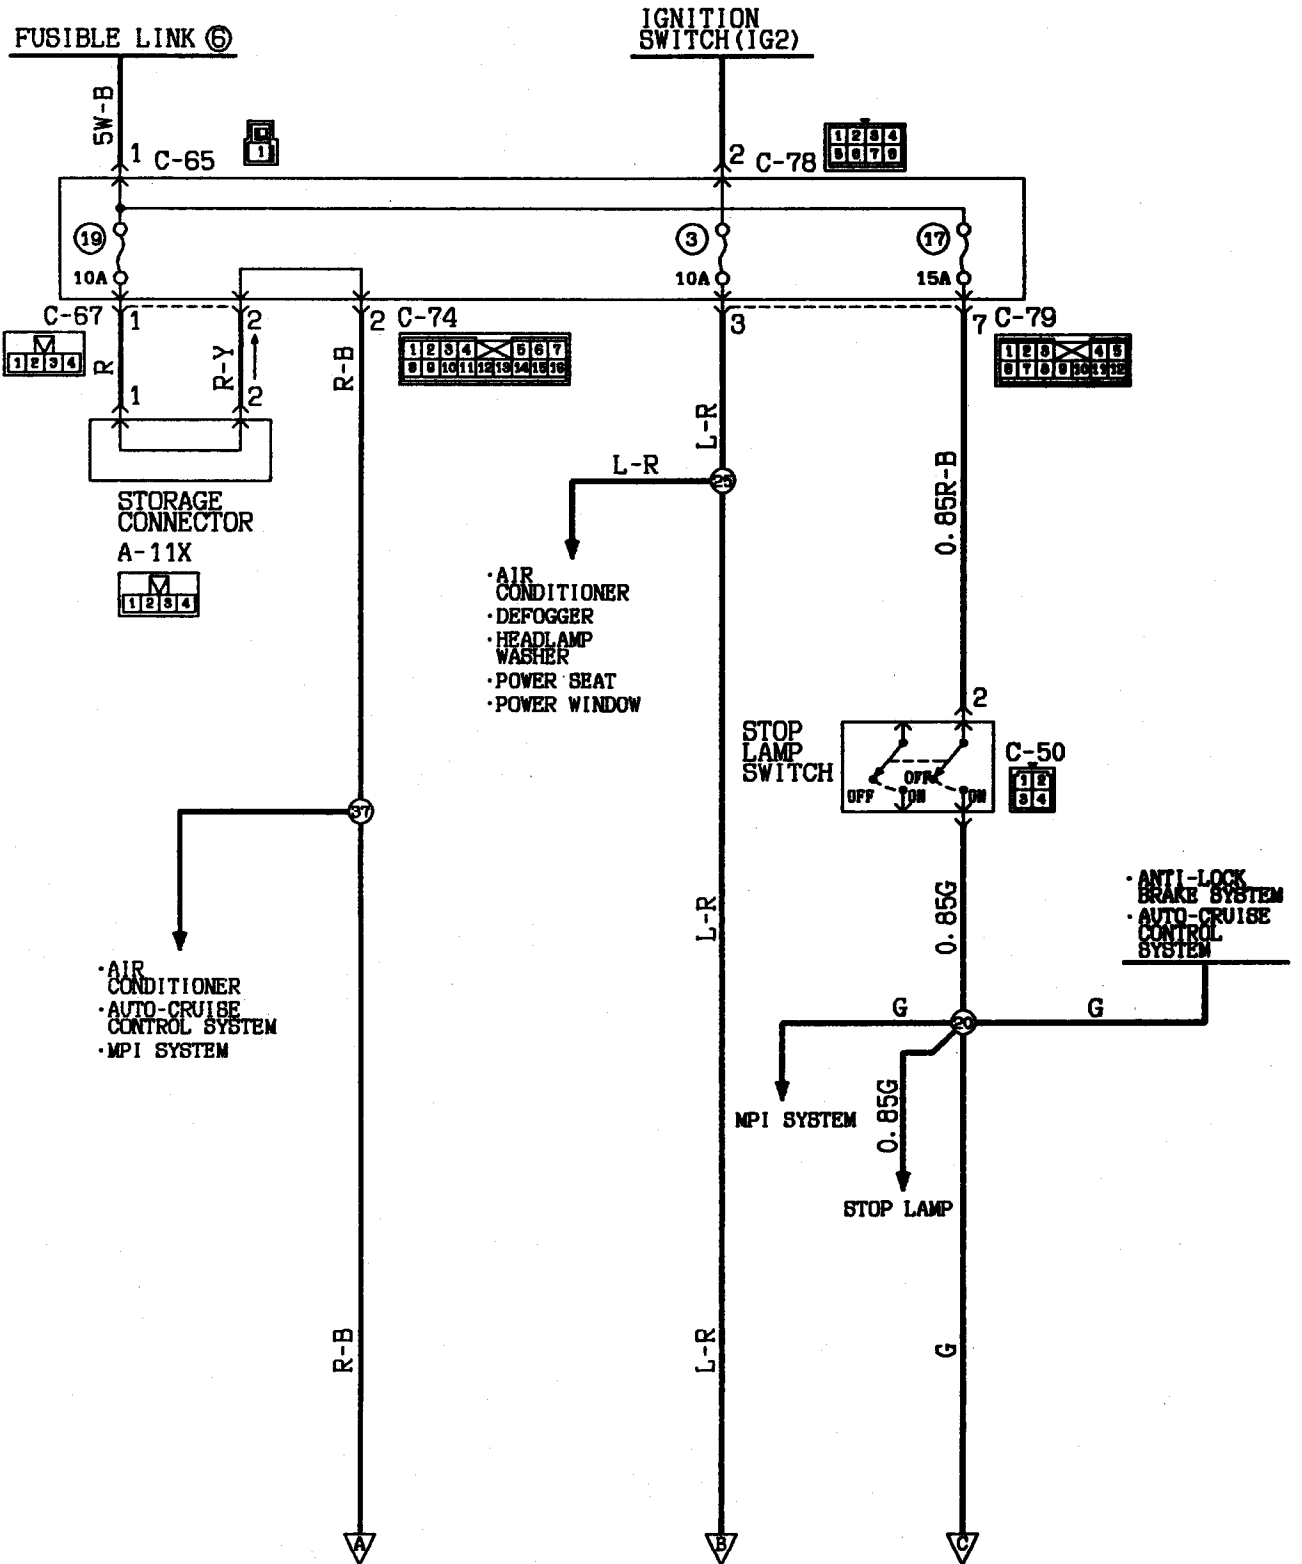 FUSIBLE LINK ⑥
IGNITION
SWITCH(IG2)
5W-B
1
C-65
1
2
C-78
1 2 3 4
5 6 7 8
19
10A
3
10A
17
15A
C-67
1
2
2
C-74
3
7
C-79
1 2 3 4
R
R-Y
R-B
1 2 3 4 5 6 7
8 9 10 11 12 13 14 15 16
1 2 3 4 5
6 7 8 9 10 11 12
1
2
L-R
L-R
25
0.85R-B
STORAGE
CONNECTOR
A-11X
1 2 3 4
·AIR
CONDITIONER
·DEFOGGER
·HEADLAMP
WASHER
·POWER SEAT
·POWER WINDOW
2
STOP
LAMP
SWITCH
OFF
ON
OFF
ON
C-50
1 2
3 4
37
L-R
0.85G
·ANTI-LOCK
BRAKE SYSTEM
·AUTO-CRUISE
CONTROL
SYSTEM
·AIR
CONDITIONER
·AUTO-CRUISE
CONTROL SYSTEM
·MPI SYSTEM
G
20
G
MPI SYSTEM
0.85G
STOP LAMP
R-B
L-R
G
A
B
C